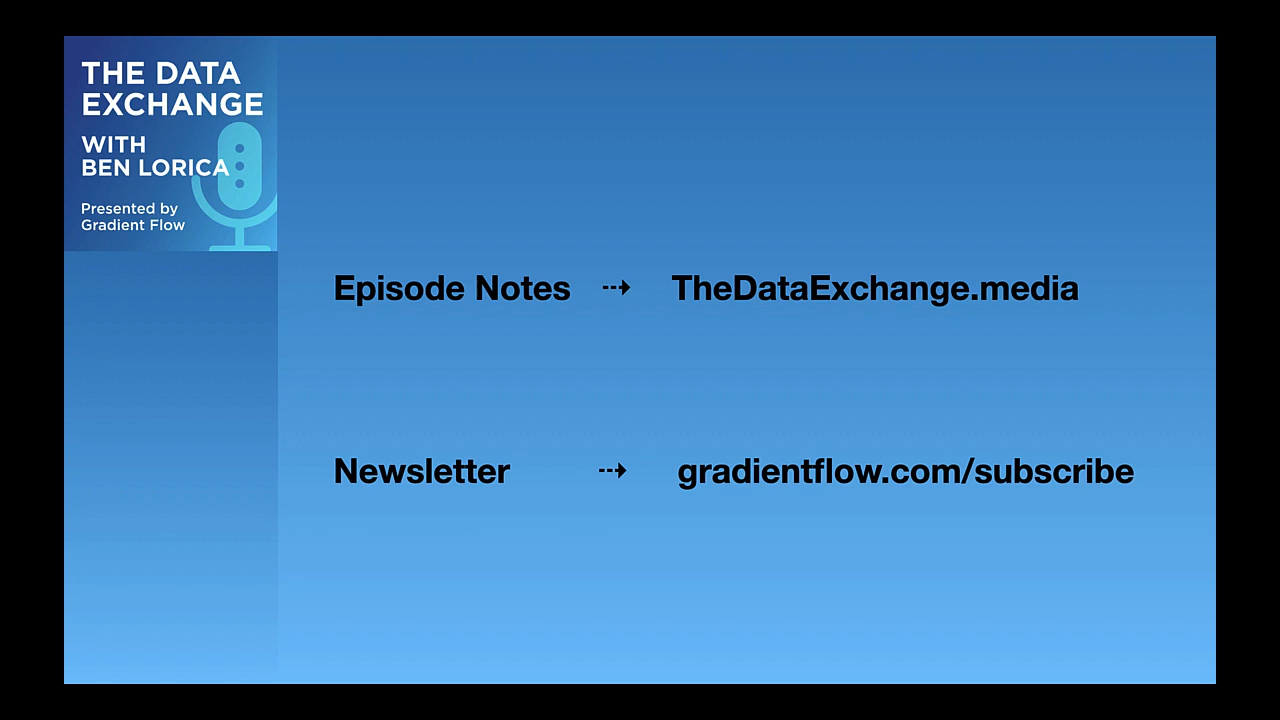 THE DATA
EXCHANGE
WITH
BEN LORICA
Presented by
Gradient Flow
Episode Notes ⇢ TheDataExchange.media
Newsletter ⇢ gradientflow.com/subscribe